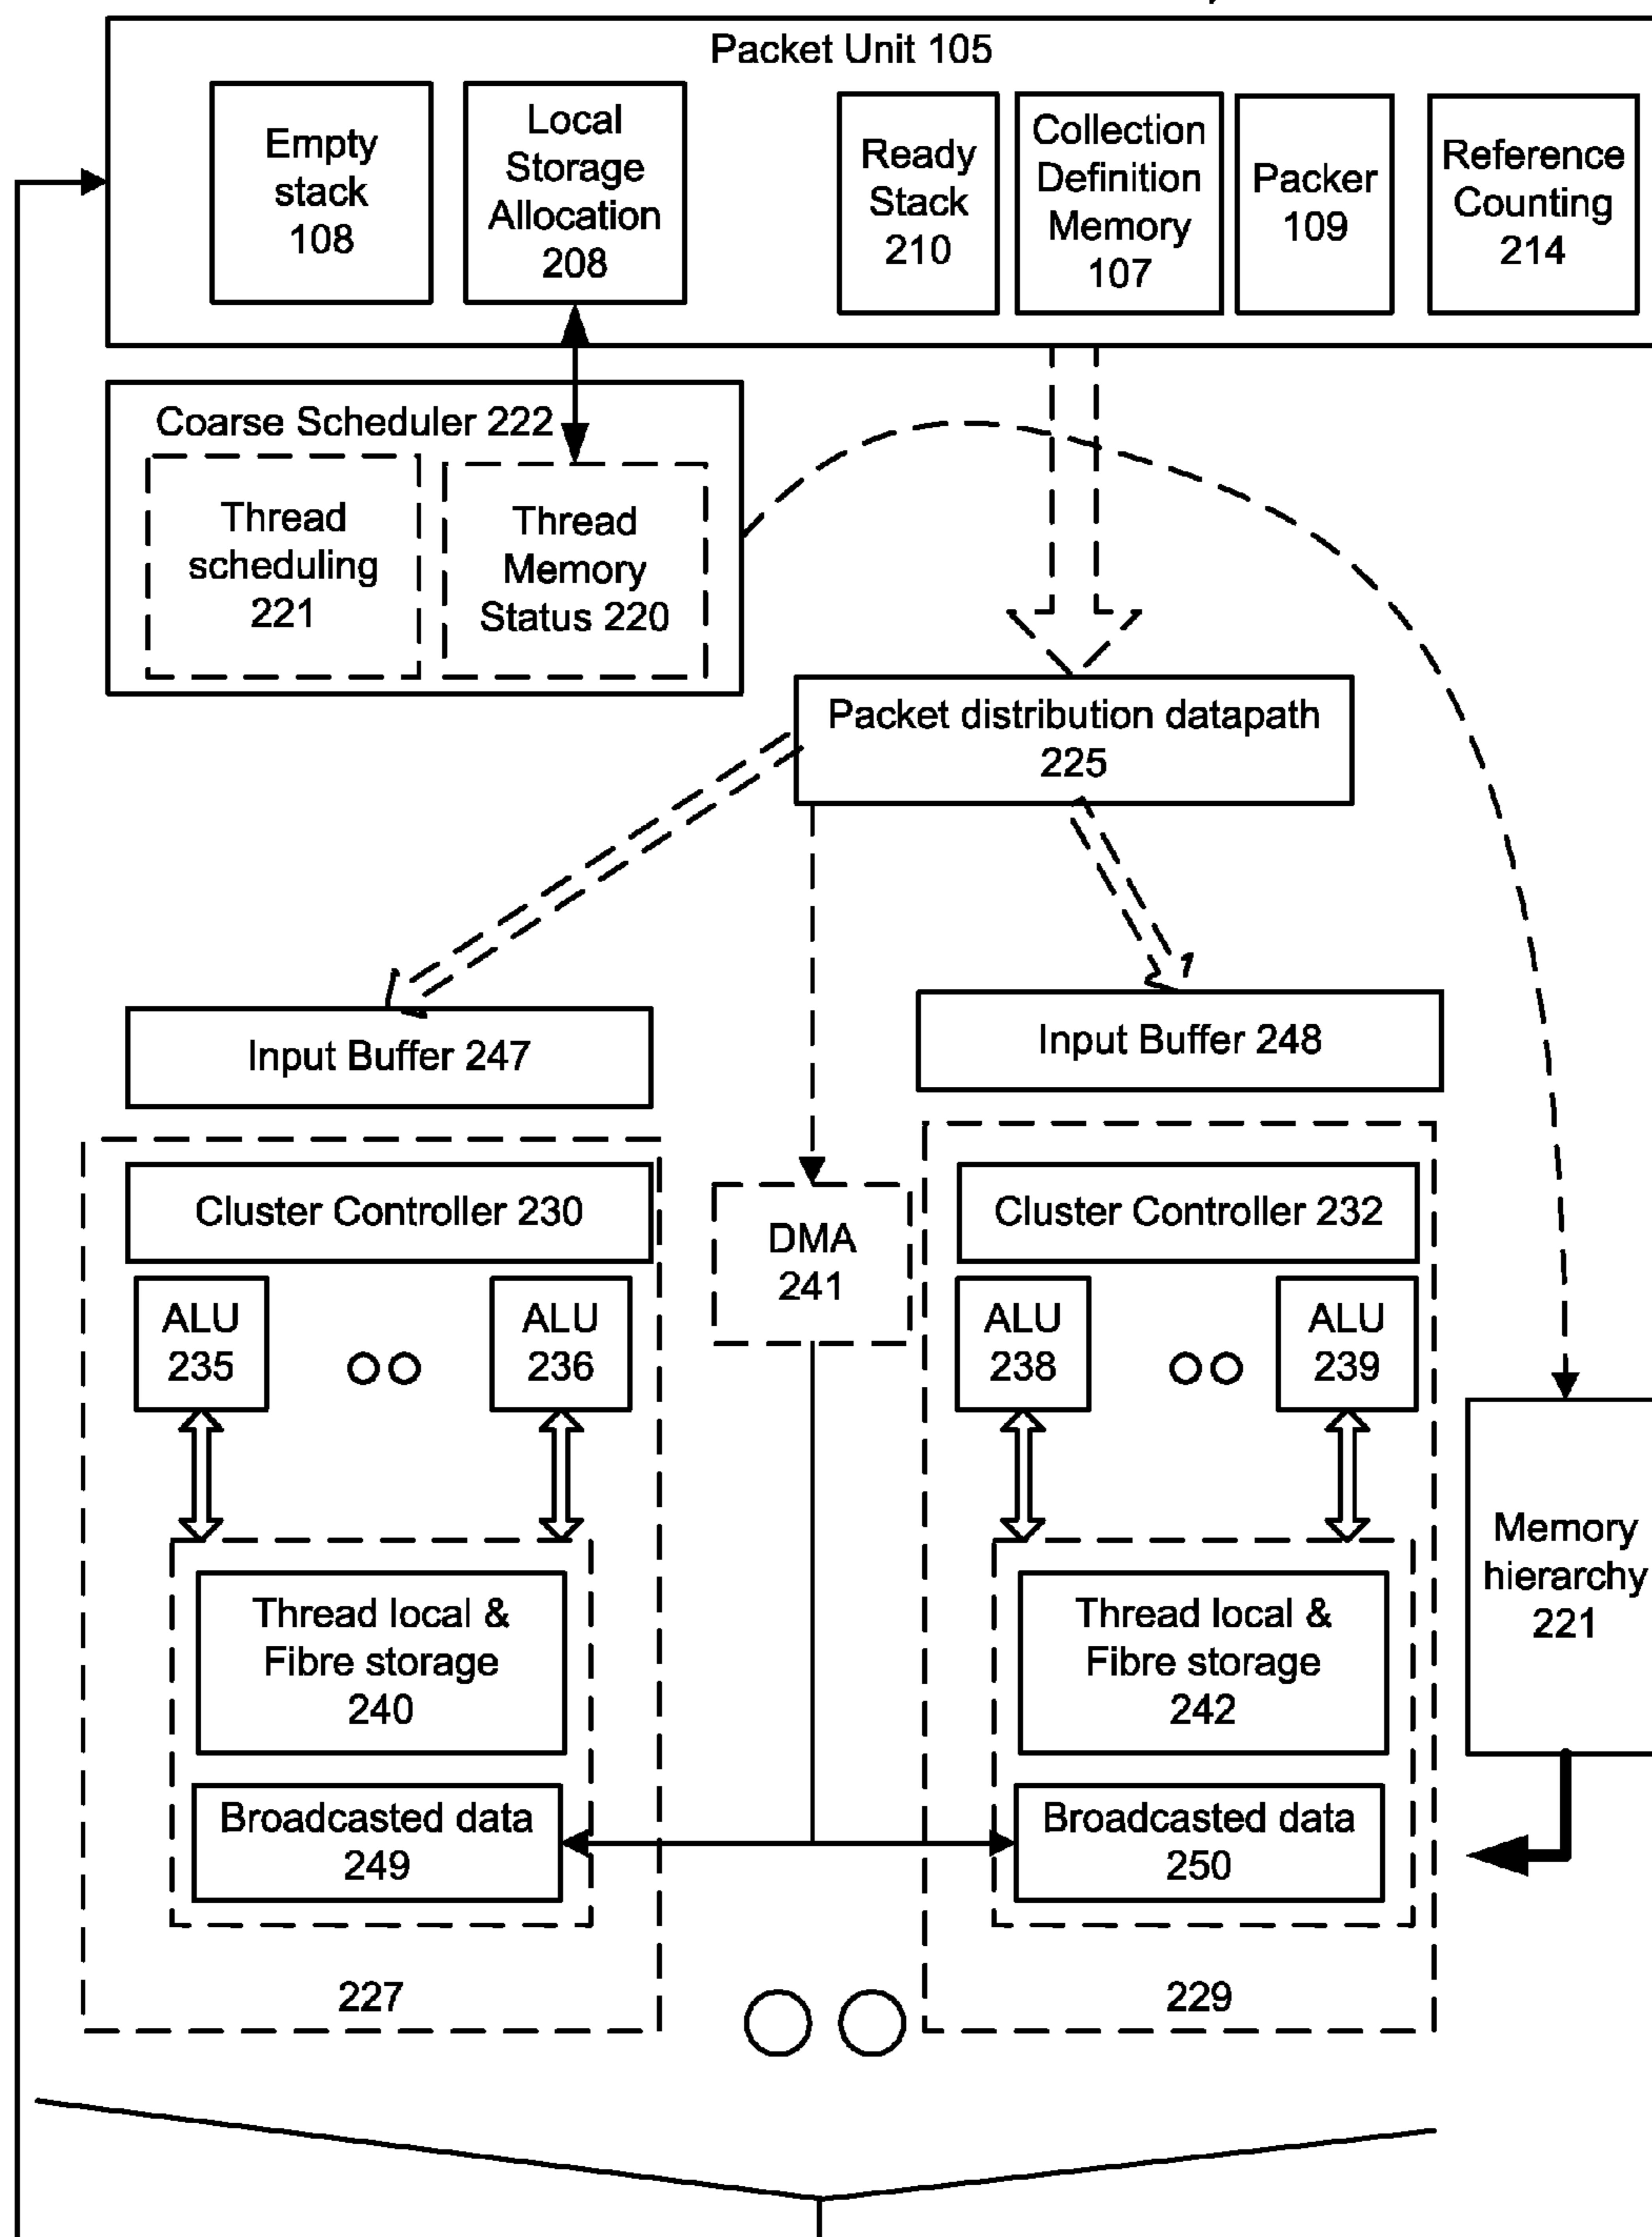 Packet Unit 105
Empty
stack
108
Local
Storage
Allocation
208
Ready
Stack
210
Collection
Definition
Memory
107
Packer
109
Reference
Counting
214
Coarse Scheduler 222
Thread
scheduling
221
Thread
Memory
Status 220
Packet distribution datapath
225
Input Buffer 247
Input Buffer 248
Cluster Controller 230
DMA
241
Cluster Controller 232
ALU
235
ALU
236
ALU
238
ALU
239
Memory
hierarchy
221
Thread local &
Fibre storage
240
Thread local &
Fibre storage
242
Broadcasted data
249
Broadcasted data
250
227
229